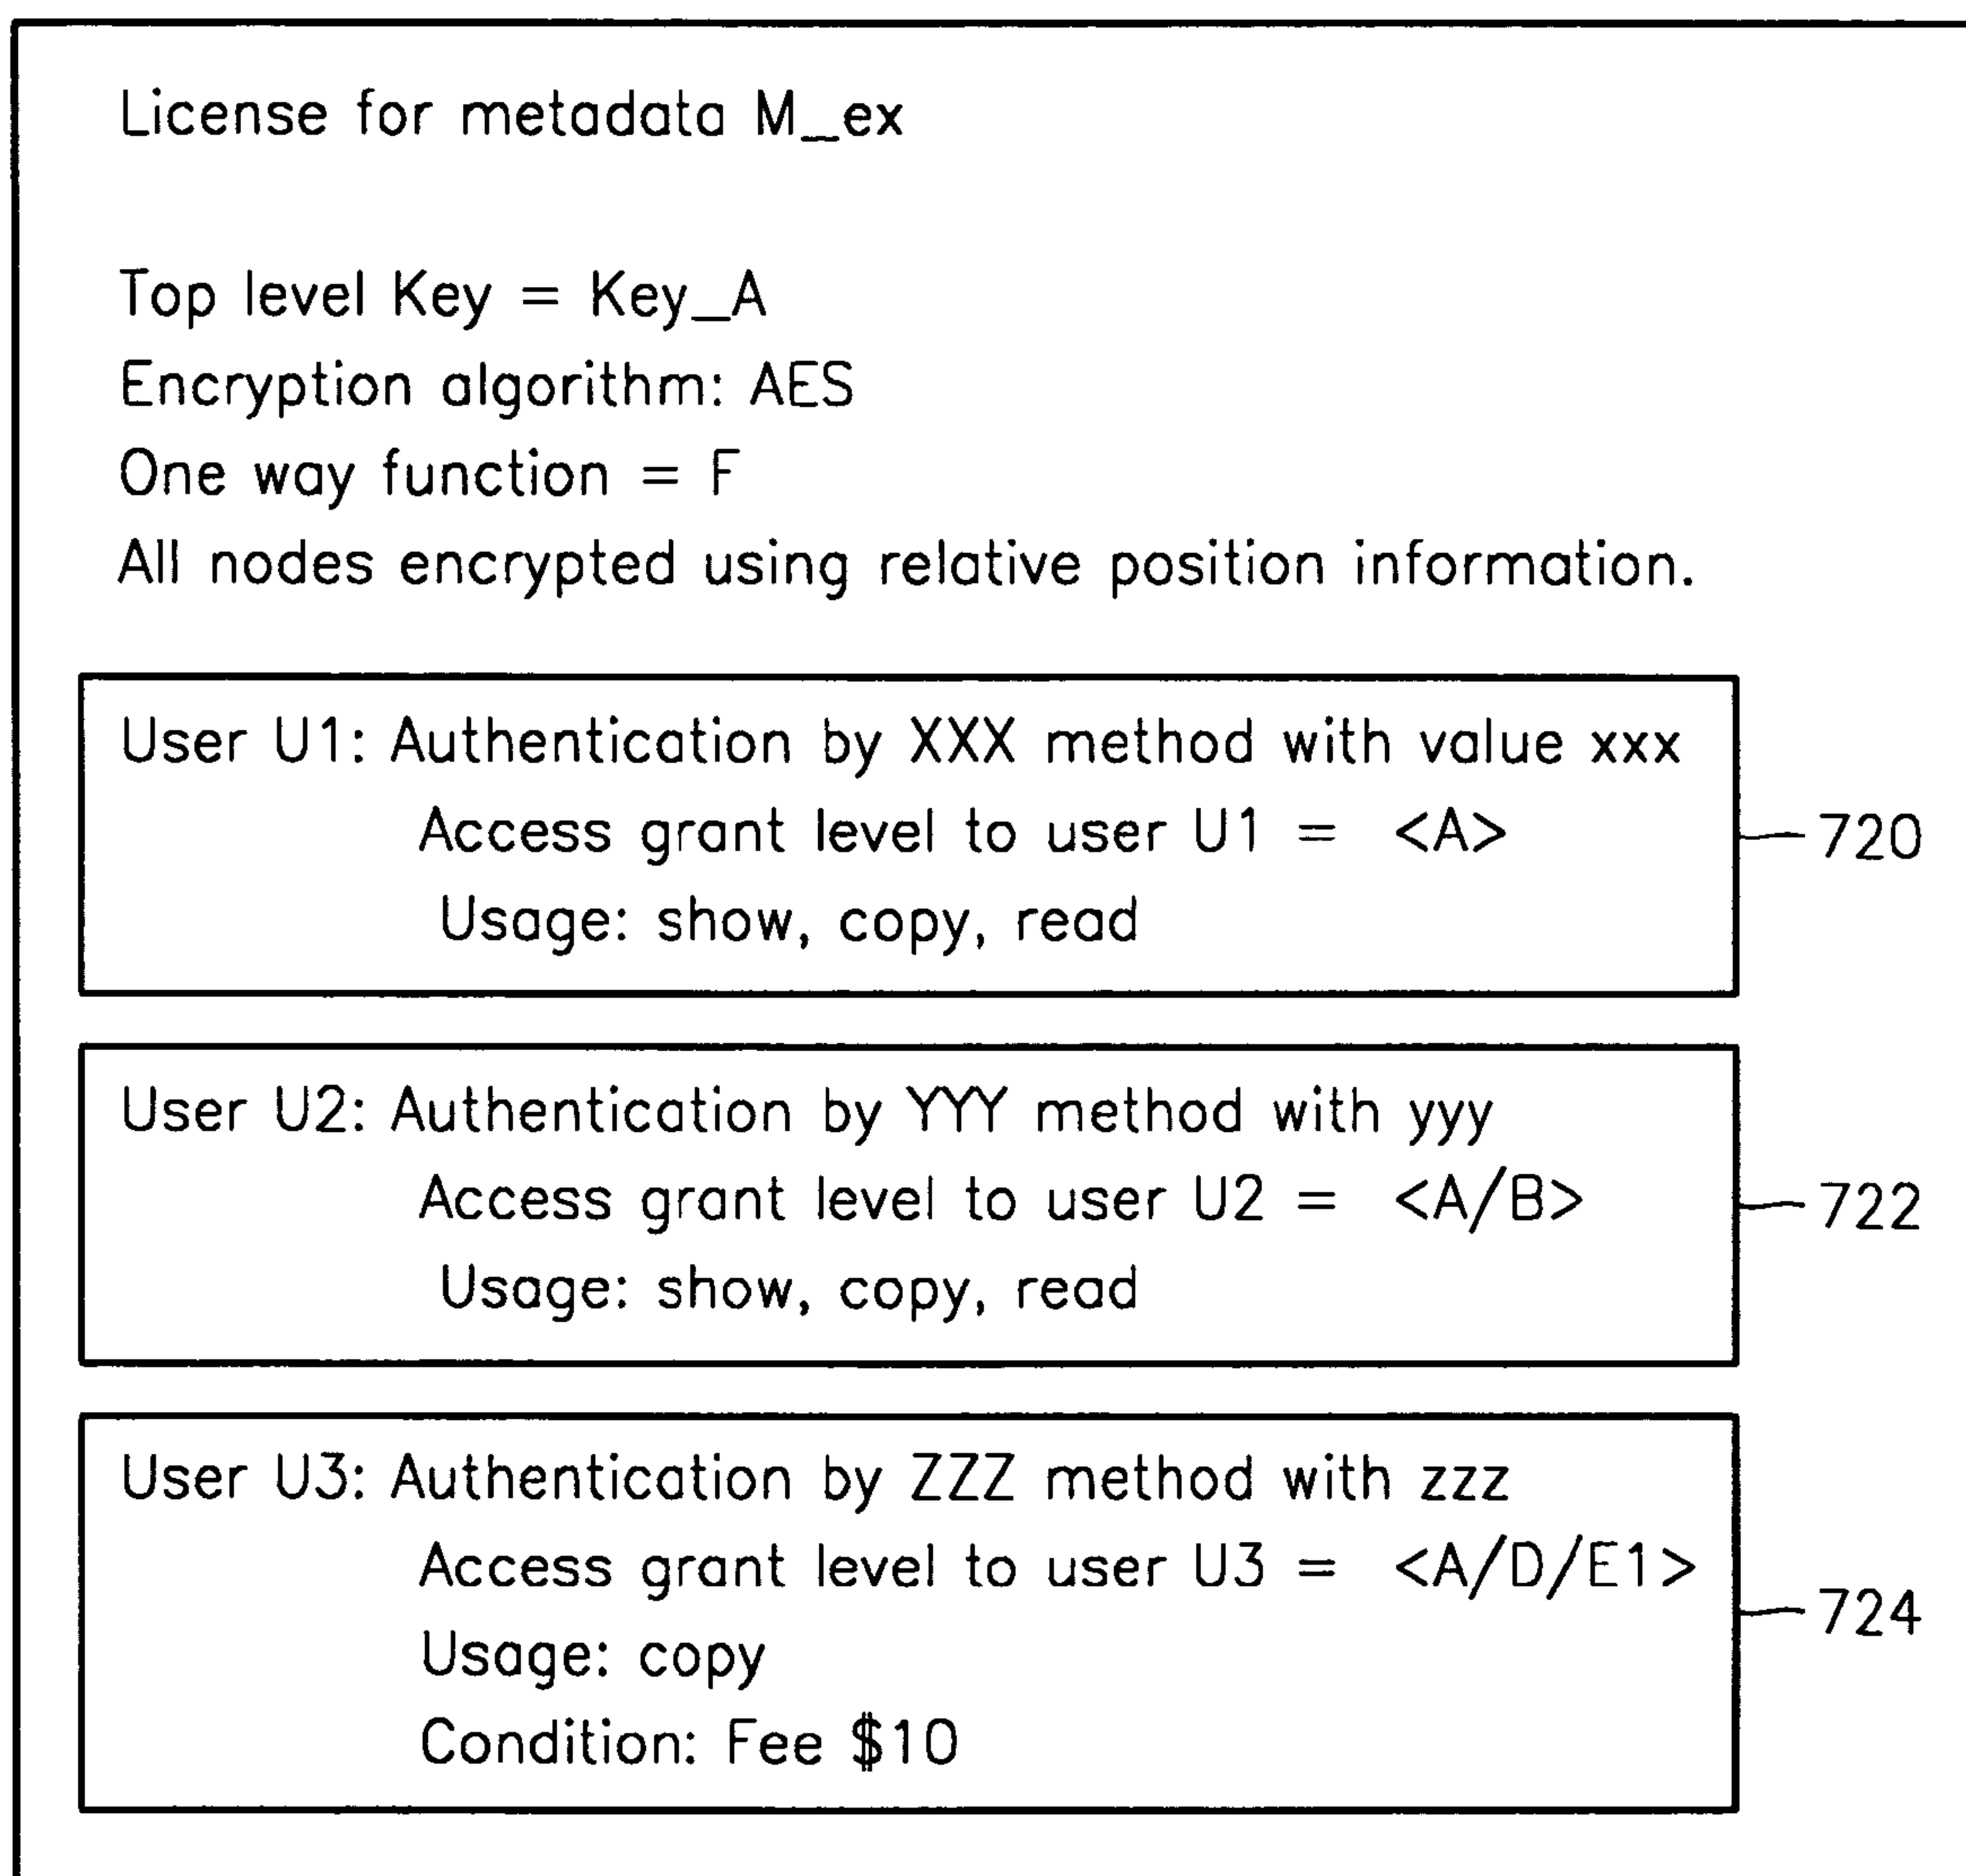 License for metadata M_ex
Top level Key = Key_A
Encryption algorithm: AES
One way function = F
All nodes encrypted using relative position information.
User U1: Authentication by XXX method with value xxx
Access grant level to user U1 = <A>
720
Usage: show, copy, read
User U2: Authentication by YYY method with yyy
Access grant level to user U2 = <A/B>
722
Usage: show, copy, read
User U3: Authentication by ZZZ method with zzz
Access grant level to user U3 = <A/D/E1>
724
Usage: copy
Condition: Fee $10